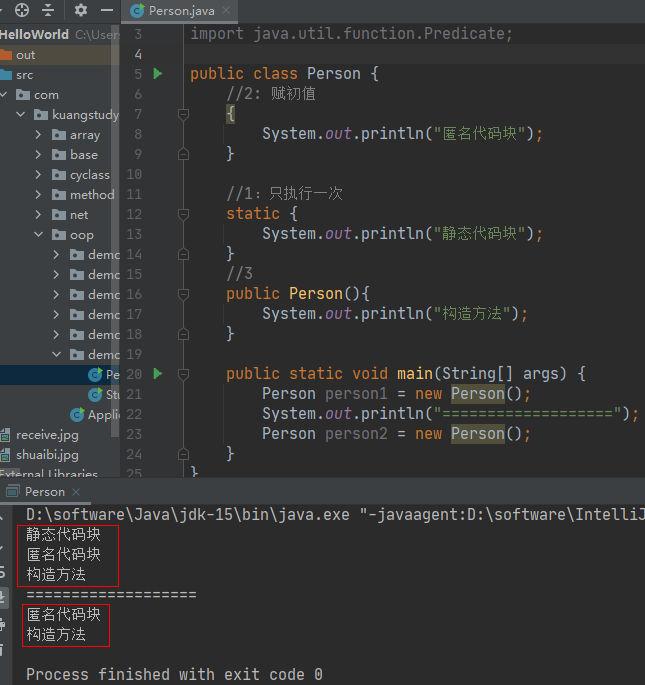 Person.java
HelloWorld C:\Users
out
src
com
kuangstudy
array
base
cyclass
method
net
oop
demo
demo
demo
demo
demo
demo
Pe
Stu
Applic
receive.jpg
shuaibi.jpg
External Libraries
3 import java.util.function.Predicate;
4
5 public class Person {
6 //2: 赋初值
7 {
8 System.out.println("匿名代码块");
9 }
10
11 //1: 只执行一次
12 static {
13 System.out.println("静态代码块");
14 }
15 //3
16 public Person(){
17 System.out.println("构造方法");
18 }
19
20 public static void main(String[] args) {
21 Person person1 = new Person();
22 System.out.println("===================");
23 Person person2 = new Person();
24 }
25 }
Person
D:\software\Java\jdk-15\bin\java.exe "-javaagent:D:\software\IntelliJ
静态代码块
匿名代码块
构造方法
===================
匿名代码块
构造方法
Process finished with exit code 0